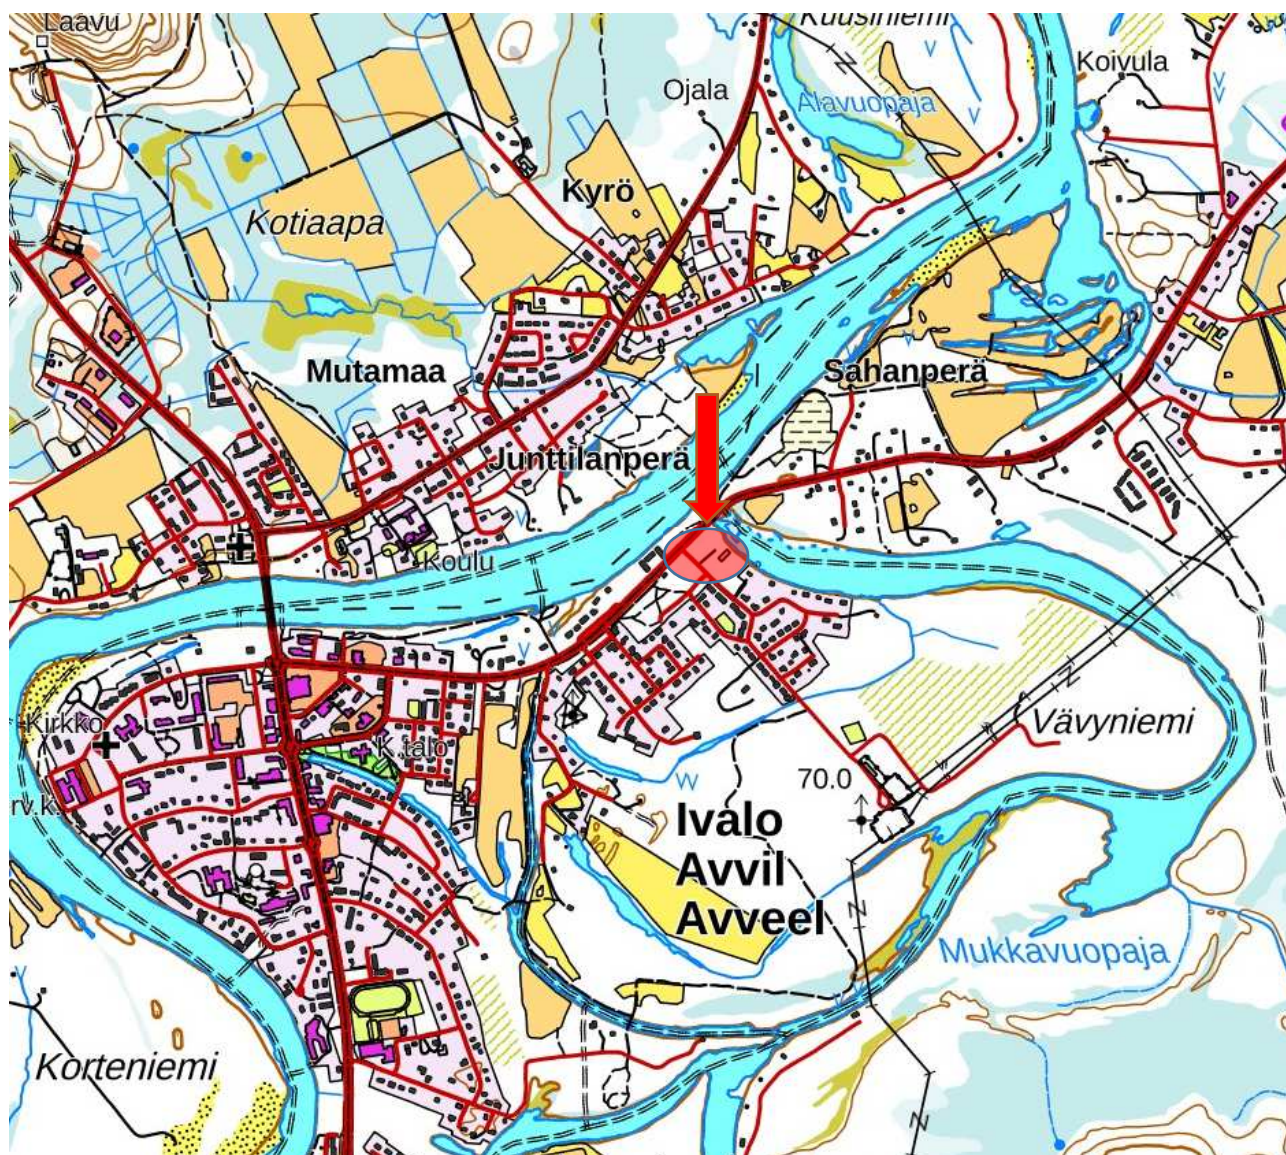 Laavu
Kuusiniemi
Koivula
Ojala
Alavuopaja
Kyrö
Kotiaapa
Mutamaa
Sahanperä
Junttilanperä
Koulu
Kirkko
K.talo
Vävyniemi
70.0
rv.k.
Ivalo
Avvil
Avveel
Mukkavuopaja
Korteniemi